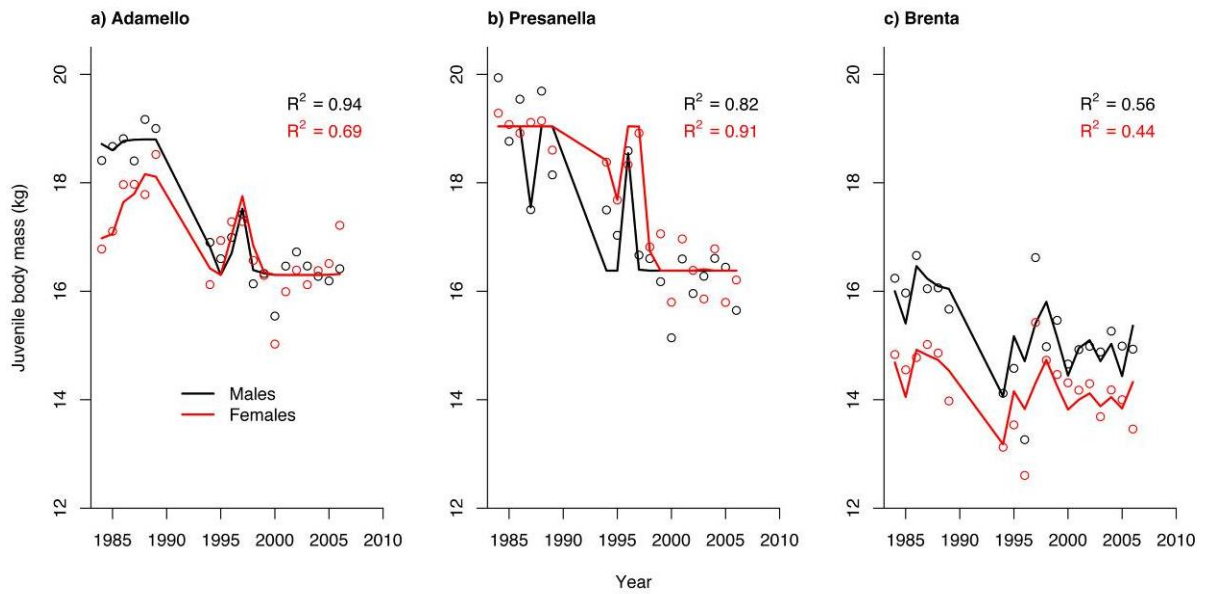 a) Adamello
b) Presanella
c) Brenta
Juvenile body mass (kg)
20
18
16
14
12
R² = 0.94
R² = 0.69
Males
Females
1985 1990 1995 2000 2005 2010
20
18
16
14
12
R² = 0.82
R² = 0.91
1985 1990 1995 2000 2005 2010
20
18
16
14
12
R² = 0.56
R² = 0.44
1985 1990 1995 2000 2005 2010
Year